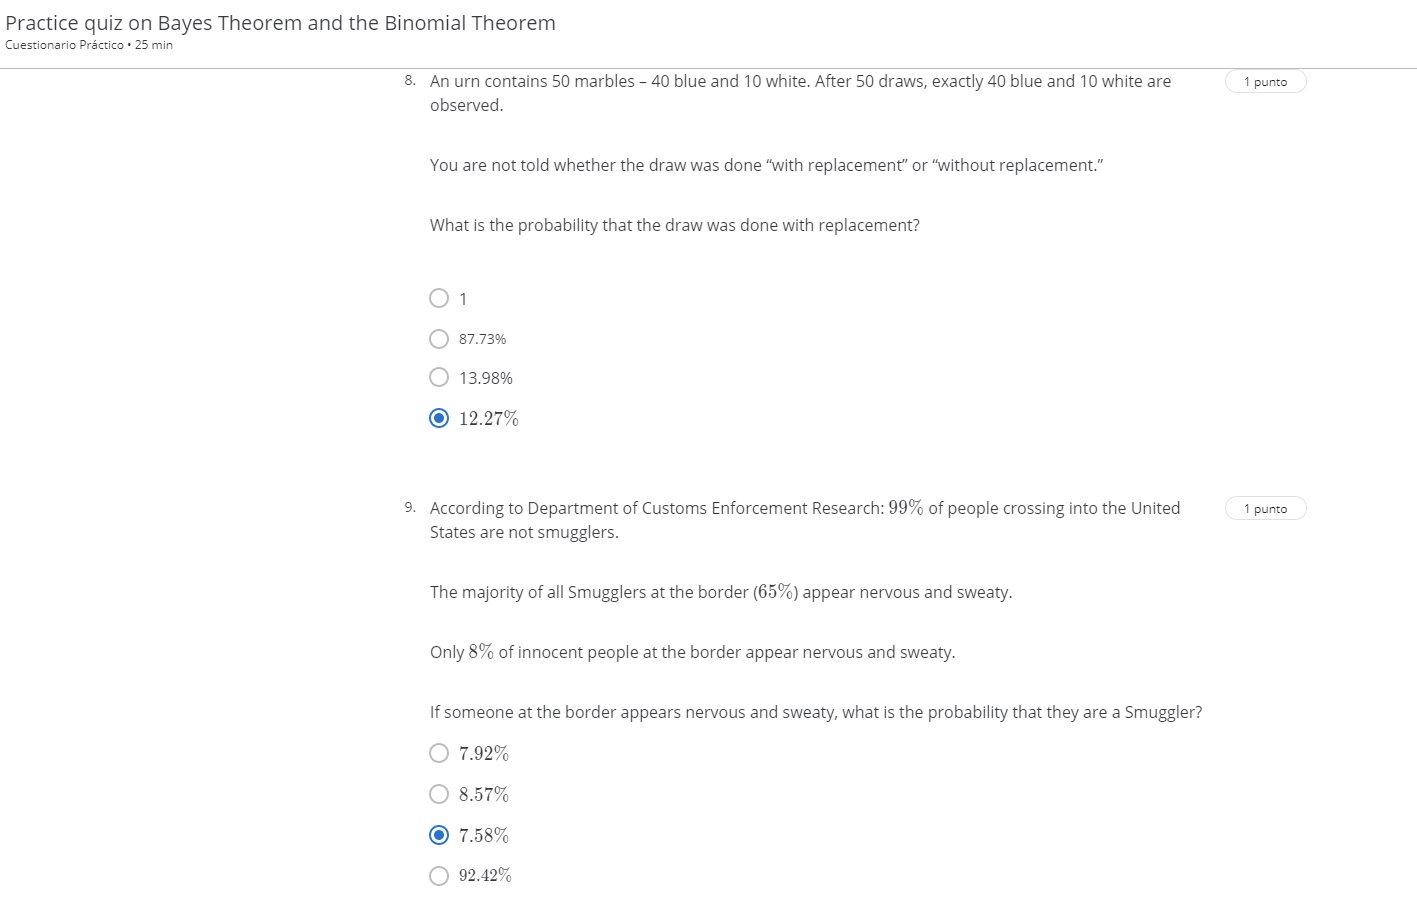 Practice quiz on Bayes Theorem and the Binomial Theorem
Cuestionario Práctico • 25 min
8. An urn contains 50 marbles – 40 blue and 10 white. After 50 draws, exactly 40 blue and 10 white are
observed.
1 punto
You are not told whether the draw was done “with replacement” or “without replacement.”
What is the probability that the draw was done with replacement?
1
87.73%
13.98%
12.27%
9. According to Department of Customs Enforcement Research: 99% of people crossing into the United
States are not smugglers.
1 punto
The majority of all Smugglers at the border (65%) appear nervous and sweaty.
Only 8% of innocent people at the border appear nervous and sweaty.
If someone at the border appears nervous and sweaty, what is the probability that they are a Smuggler?
7.92%
8.57%
7.58%
92.42%